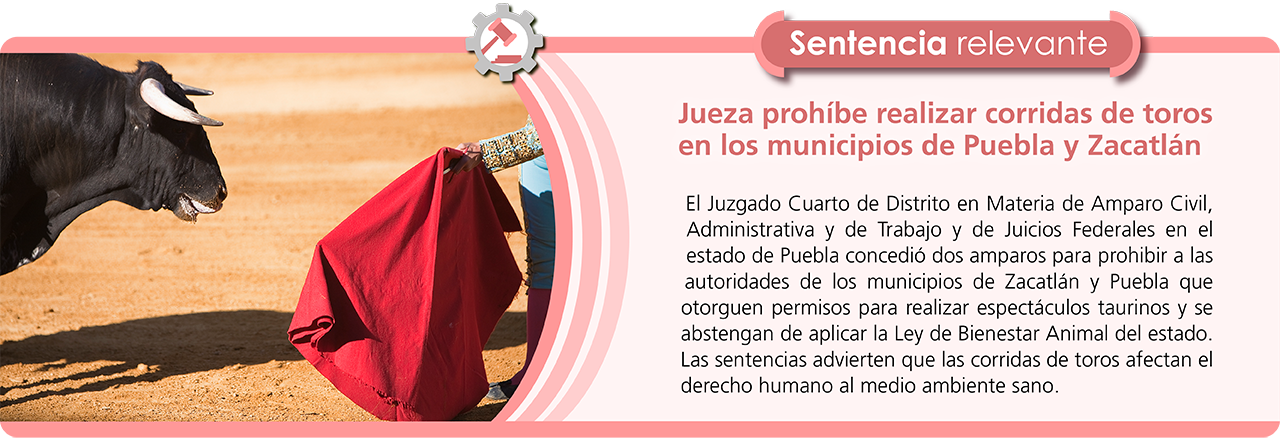 Sentencia relevante
Jueza prohíbe realizar corridas de toros
en los municipios de Puebla y Zacatlán
El Juzgado Cuarto de Distrito en Materia de Amparo Civil,
Administrativa y de Trabajo y de Juicios Federales en el
estado de Puebla concedió dos amparos para prohibir a las
autoridades de los municipios de Zacatlán y Puebla que
otorguen permisos para realizar espectáculos taurinos y se
abstengan de aplicar la Ley de Bienestar Animal del estado.
Las sentencias advierten que las corridas de toros afectan el
derecho humano al medio ambiente sano.